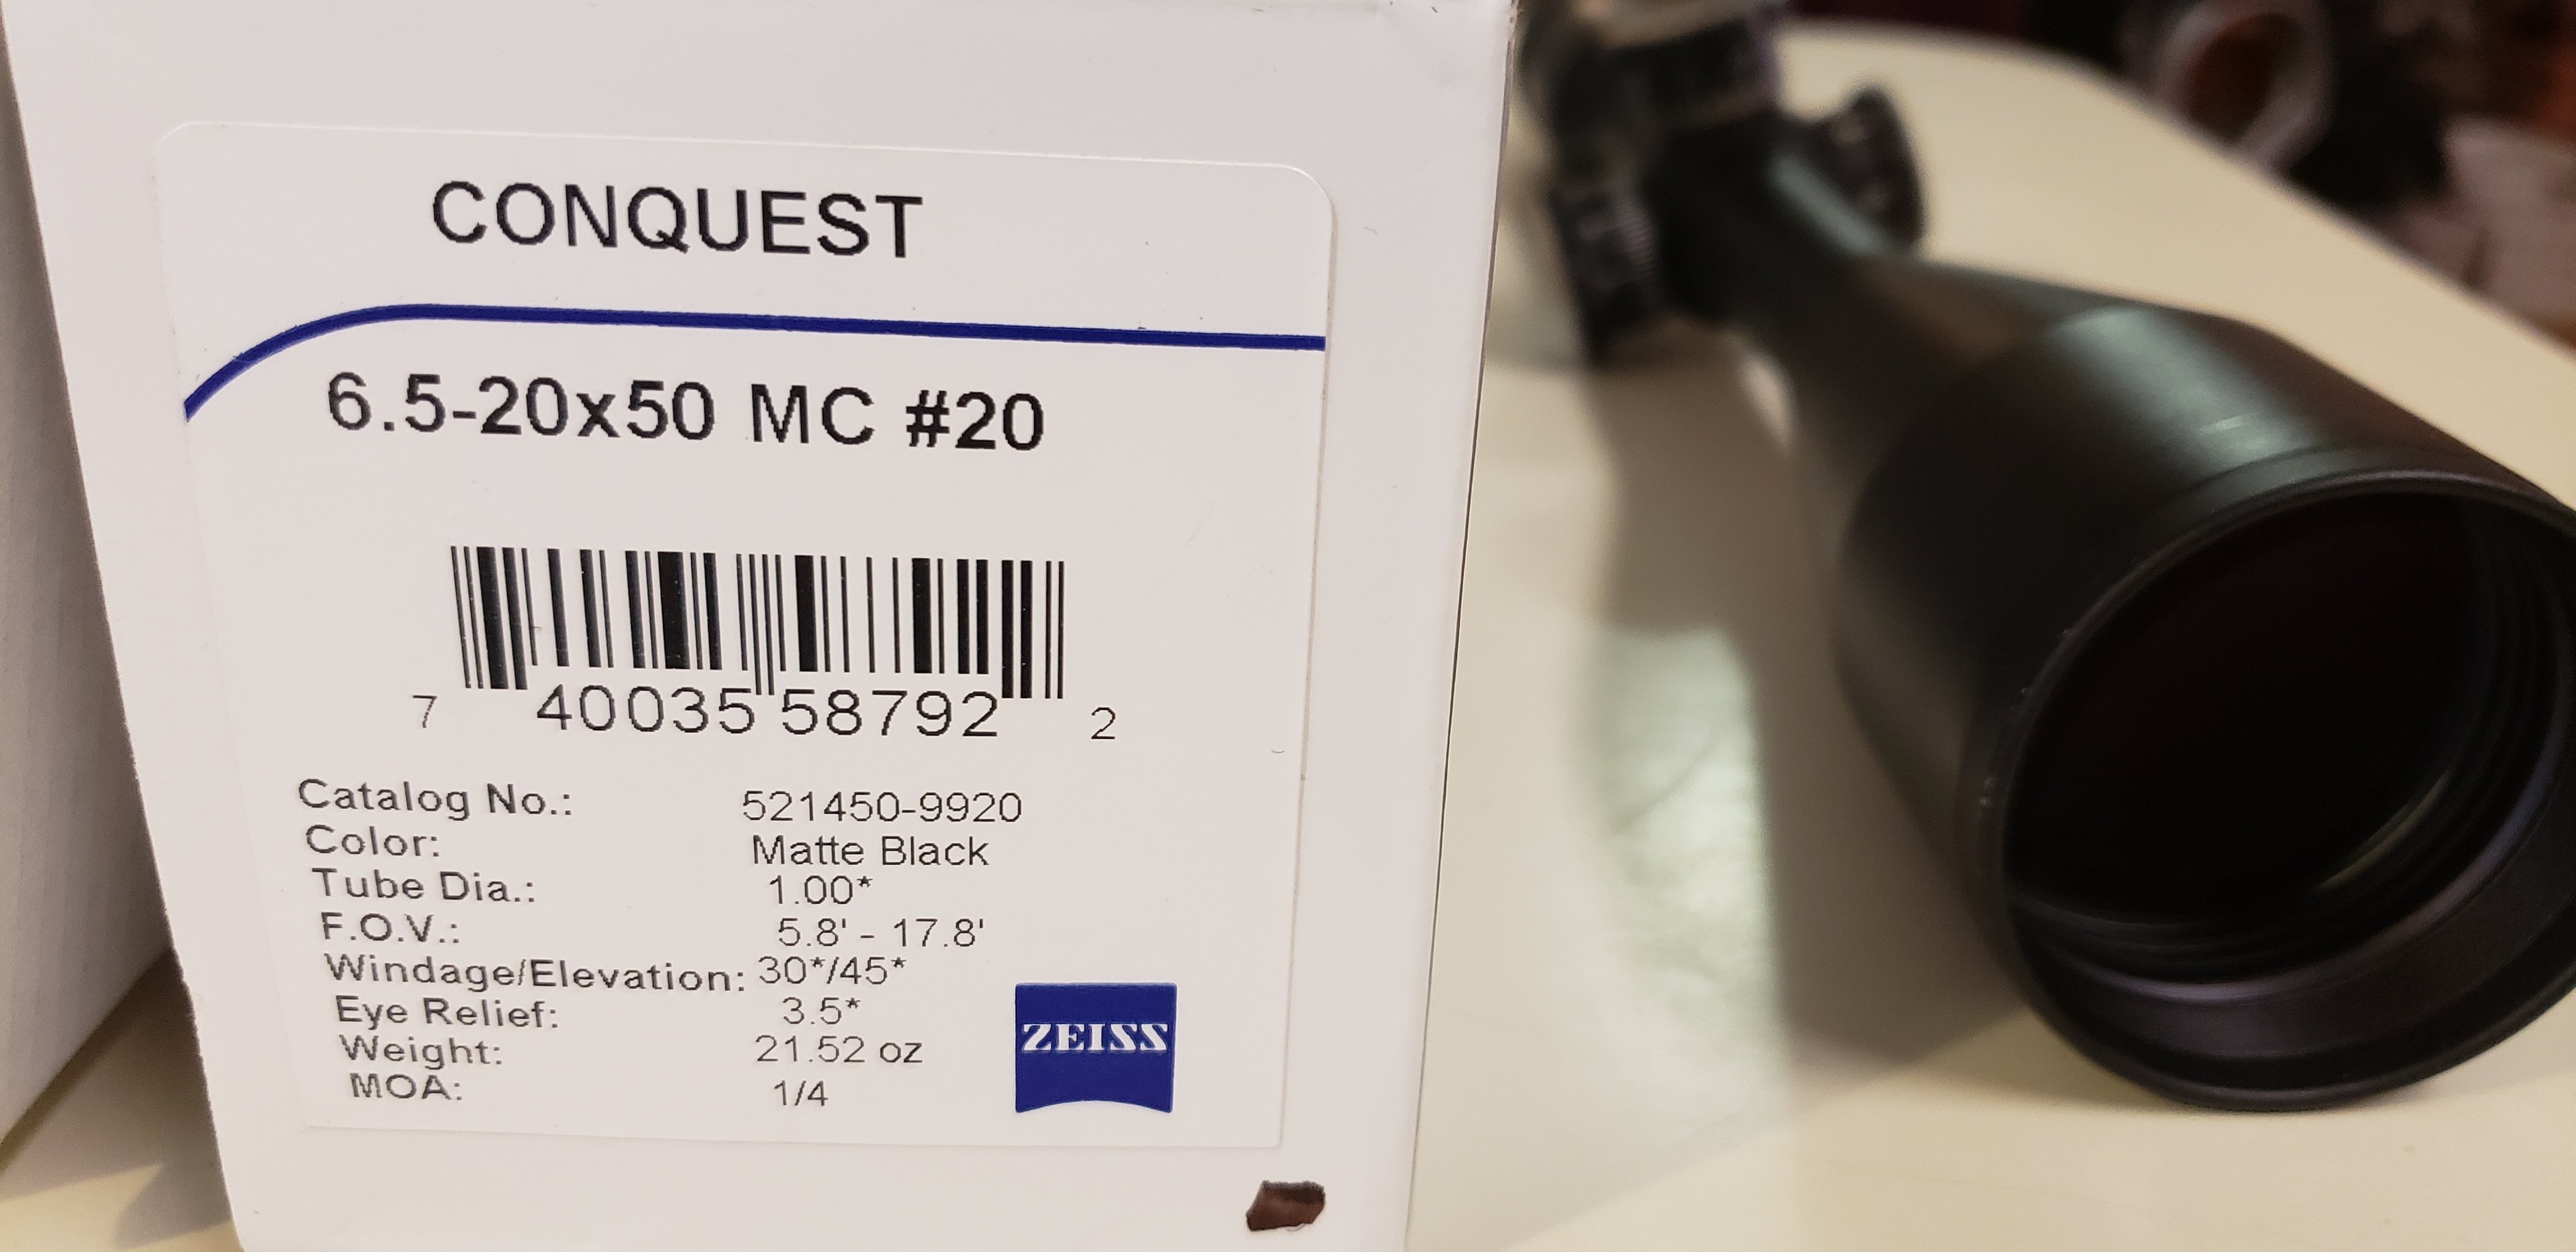 CONQUEST
6.5-20x50 MC #20
7 40035 58792 2
Catalog No.: 521450-9920
Color: Matte Black
Tube Dia.: 1.00*
F.O.V.: 5.8' - 17.8'
Windage/Elevation: 30*/45*
Eye Relief: 3.5*
Weight: 21.52 oz
MOA: 1/4
ZEISS